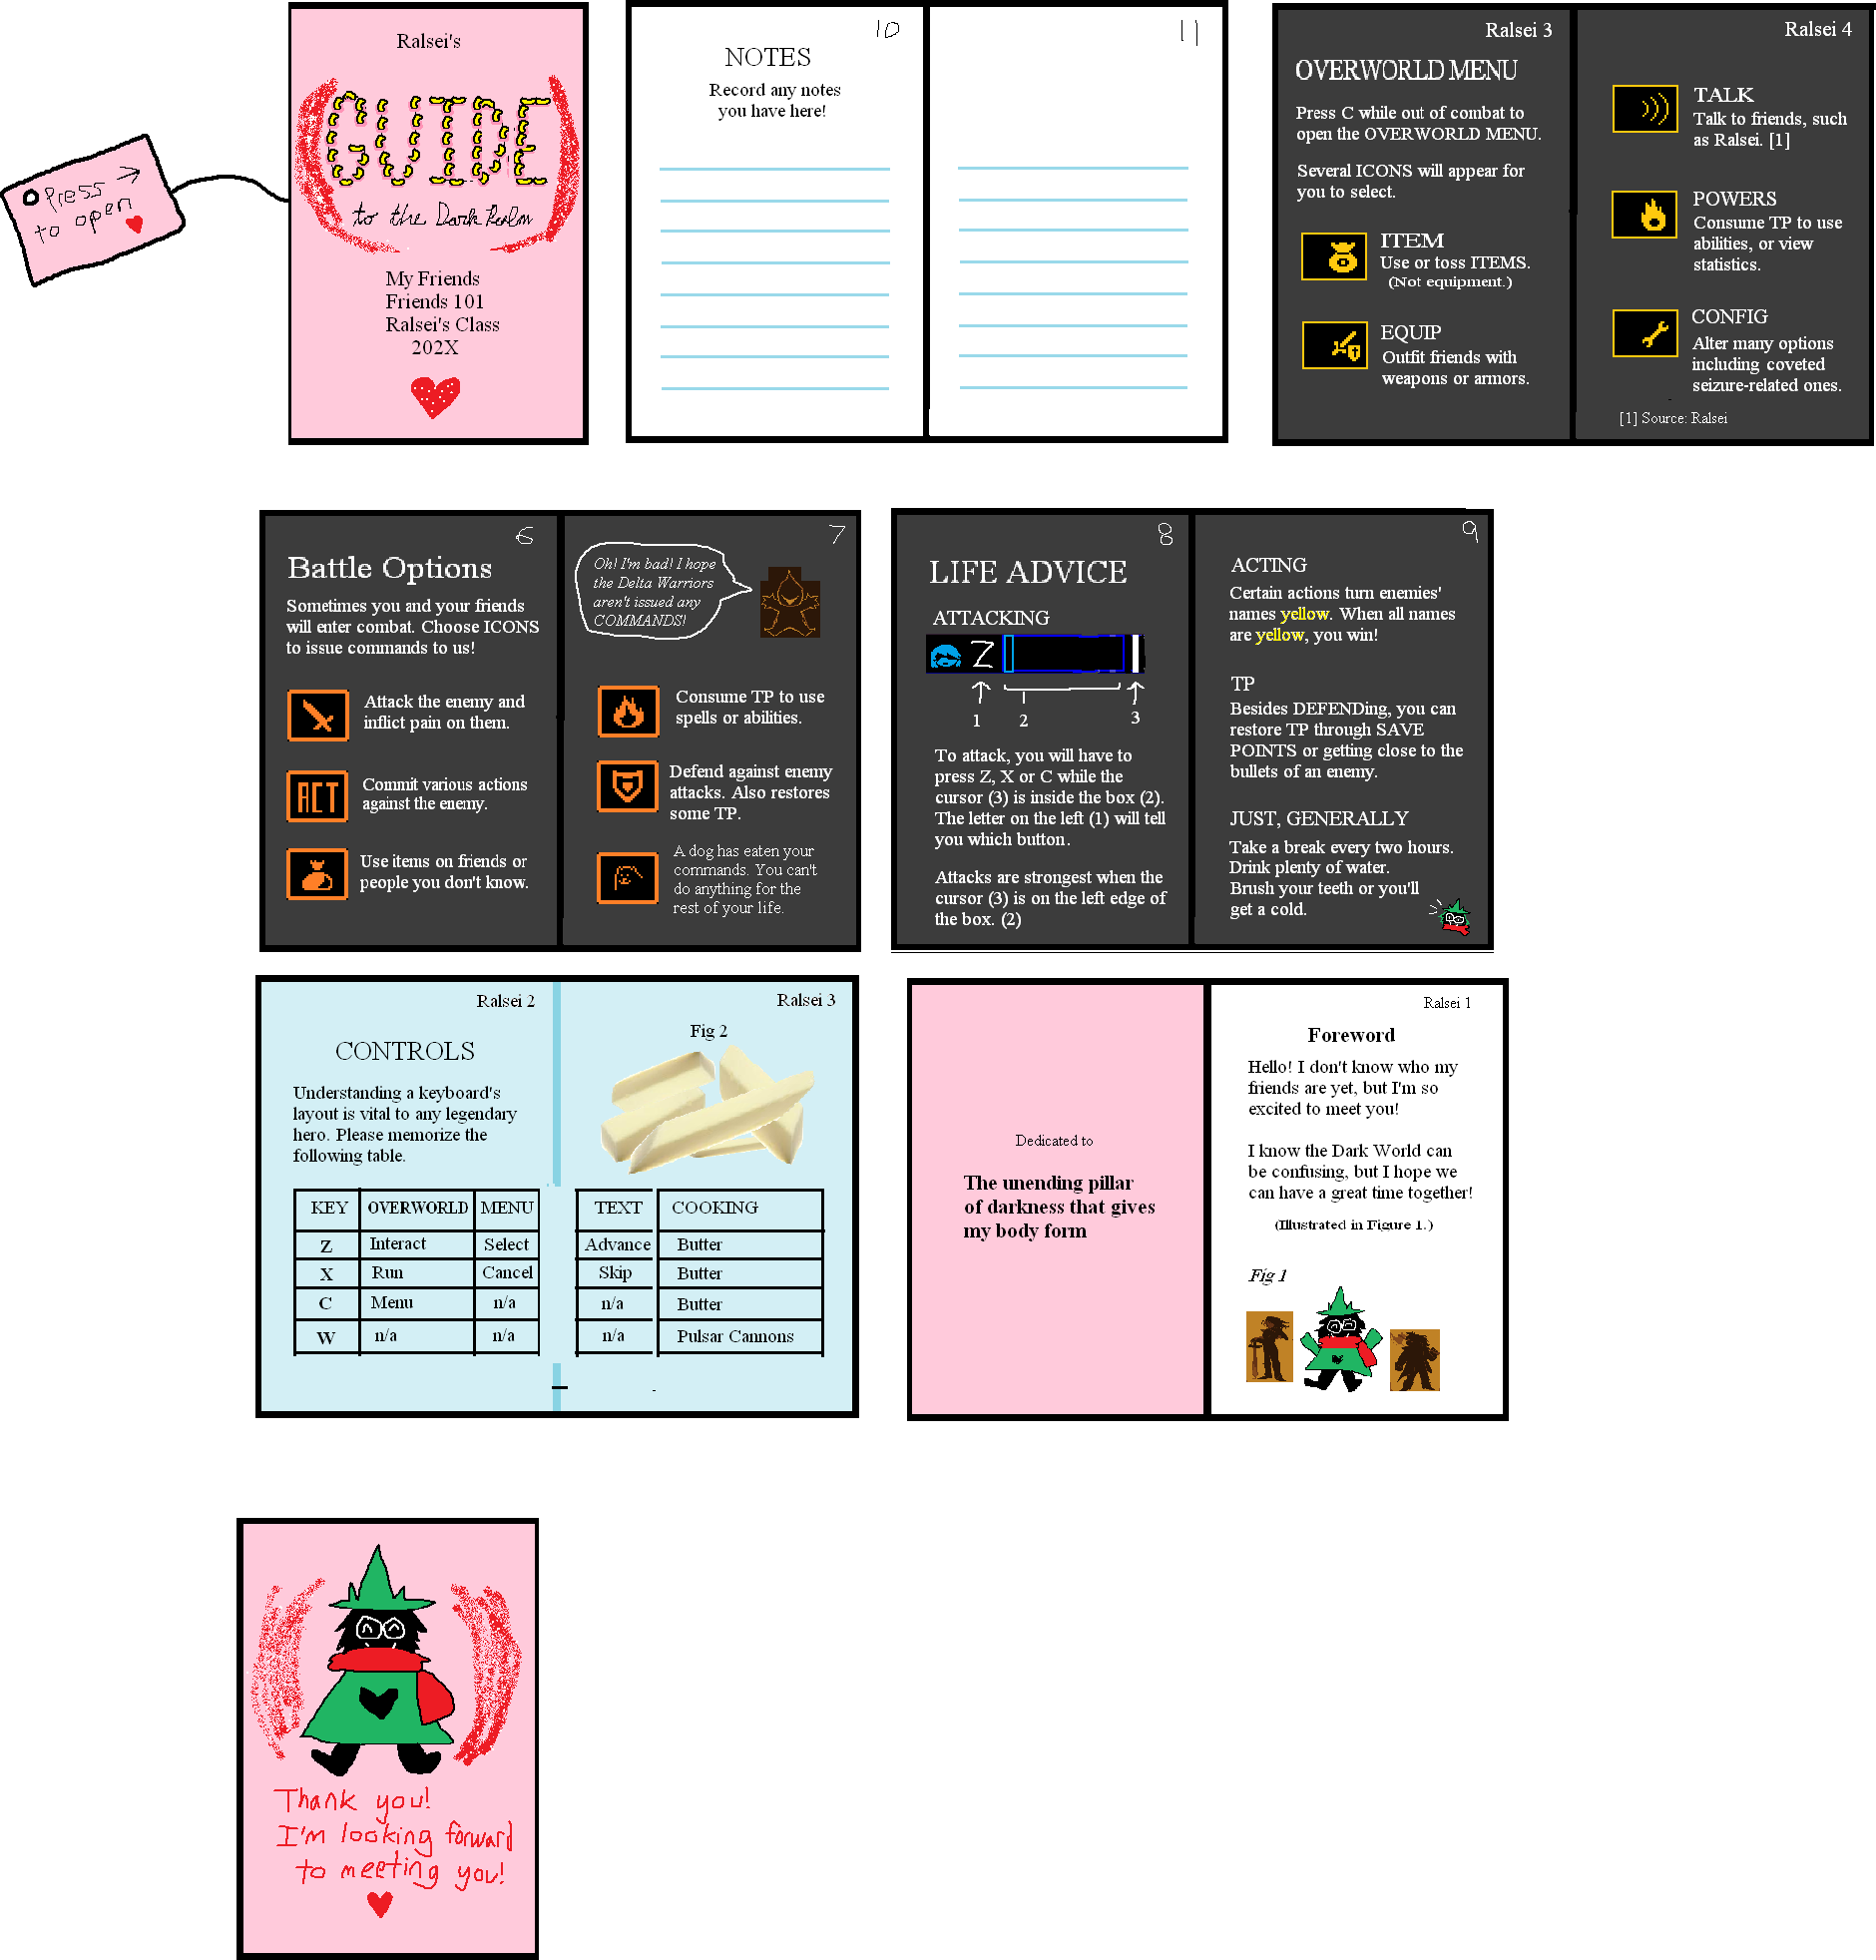 Press →
to open
Ralsei's
GUIDE
to the Dark Realm
My Friends
Friends 101
Ralsei's Class
202X
10
NOTES
Record any notes
you have here!
11
Ralsei 3
OVERWORLD MENU
Press C while out of combat to
open the OVERWORLD MENU.
Several ICONS will appear for
you to select.
ITEM
Use or toss ITEMS.
(Not equipment.)
EQUIP
Outfit friends with
weapons or armors.
Ralsei 4
TALK
Talk to friends, such
as Ralsei. [1]
POWERS
Consume TP to use
abilities, or view
statistics.
CONFIG
Alter many options
including coveted
seizure-related ones.
[1] Source: Ralsei
6
Battle Options
Sometimes you and your friends
will enter combat. Choose ICONS
to issue commands to us!
Attack the enemy and
inflict pain on them.
ACT
Commit various actions
against the enemy.
Use items on friends or
people you don't know.
7
Oh! I'm bad! I hope
the Delta Warriors
aren't issued any
COMMANDS!
Consume TP to use
spells or abilities.
Defend against enemy
attacks. Also restores
some TP.
A dog has eaten your
commands. You can't
do anything for the
rest of your life.
8
LIFE ADVICE
ATTACKING
Z
1 2 3
To attack, you will have to
press Z, X or C while the
cursor (3) is inside the box (2).
The letter on the left (1) will tell
you which button.
Attacks are strongest when the
cursor (3) is on the left edge of
the box. (2)
9
ACTING
Certain actions turn enemies'
names yellow. When all names
are yellow, you win!
TP
Besides DEFENDing, you can
restore TP through SAVE
POINTS or getting close to the
bullets of an enemy.
JUST, GENERALLY
Take a break every two hours.
Drink plenty of water.
Brush your teeth or you'll
get a cold.
Ralsei 2
CONTROLS
Understanding a keyboard's
layout is vital to any legendary
hero. Please memorize the
following table.
Ralsei 3
Fig 2
KEY OVERWORLD MENU TEXT COOKING
Z Interact Select Advance Butter
X Run Cancel Skip Butter
C Menu n/a n/a Butter
W n/a n/a n/a Pulsar Cannons
Dedicated to
The unending pillar
of darkness that gives
my body form
Ralsei 1
Foreword
Hello! I don't know who my
friends are yet, but I'm so
excited to meet you!
I know the Dark World can
be confusing, but I hope we
can have a great time together!
(Illustrated in Figure 1.)
Fig 1
Thank you!
I'm looking forward
to meeting you!